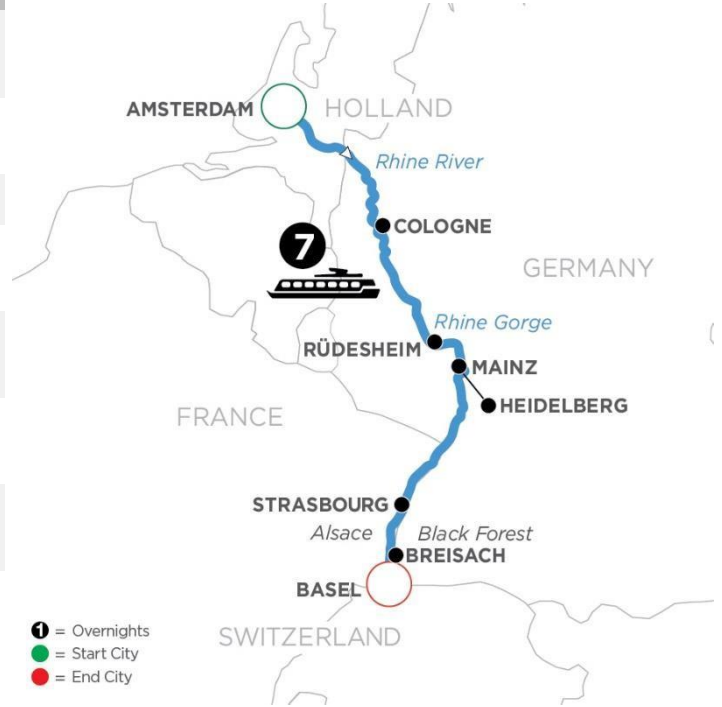 AMSTERDAM
HOLLAND
Rhine River
COLOGNE
7
GERMANY
Rhine Gorge
RÜDESHEIM
MAINZ
HEIDELBERG
FRANCE
STRASBOURG
Alsace
Black Forest
BREISACH
BASEL
1 = Overnights
SWITZERLAND
= Start City
= End City